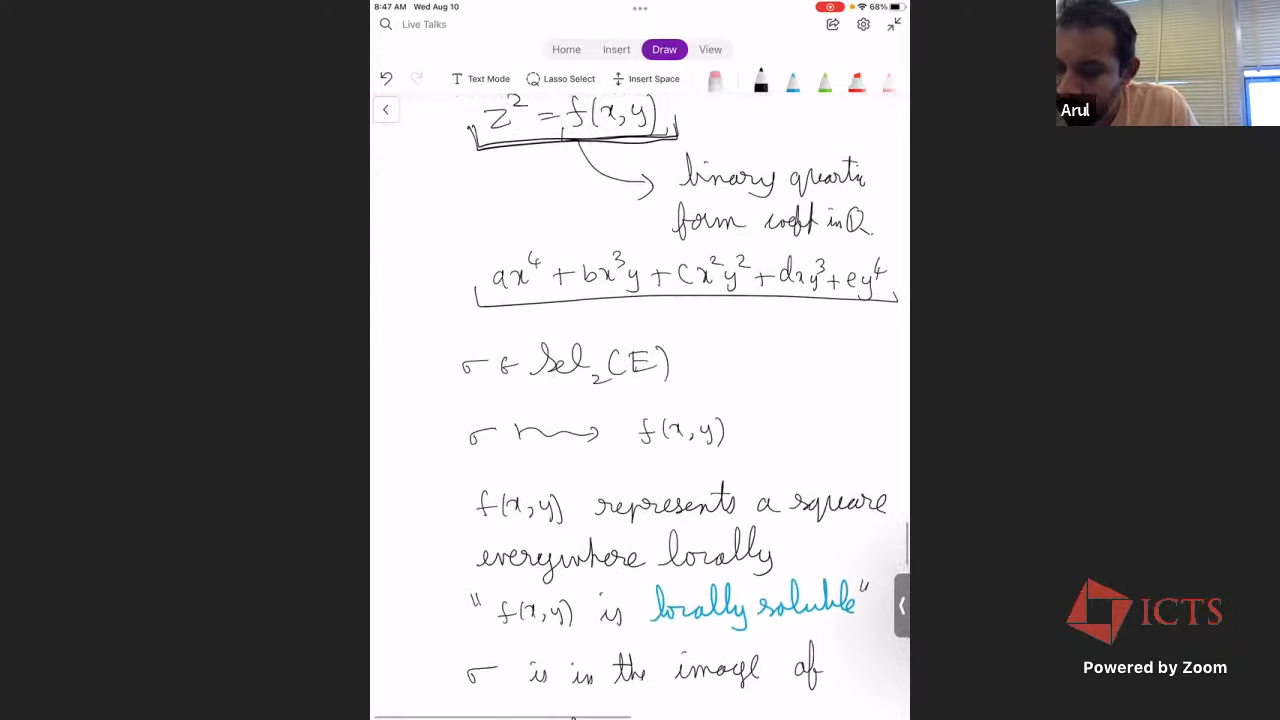 8:47 AM Wed Aug 10
68%
Live Talks
Home Insert Draw View
Text Mode Lasso Select Insert Space
Arul
z² = f(x,y)
binary quarti
form coeft in Q.
ax⁴ + bx³y + cx²y² + dxy³ + ey⁴
σ ∈ Sel₂(E)
σ ⟿ f(x,y)
f(x,y) represents a square
everywhere locally
"f(x,y) is locally soluble"
σ is in the image of
ICTS
Powered by Zoom